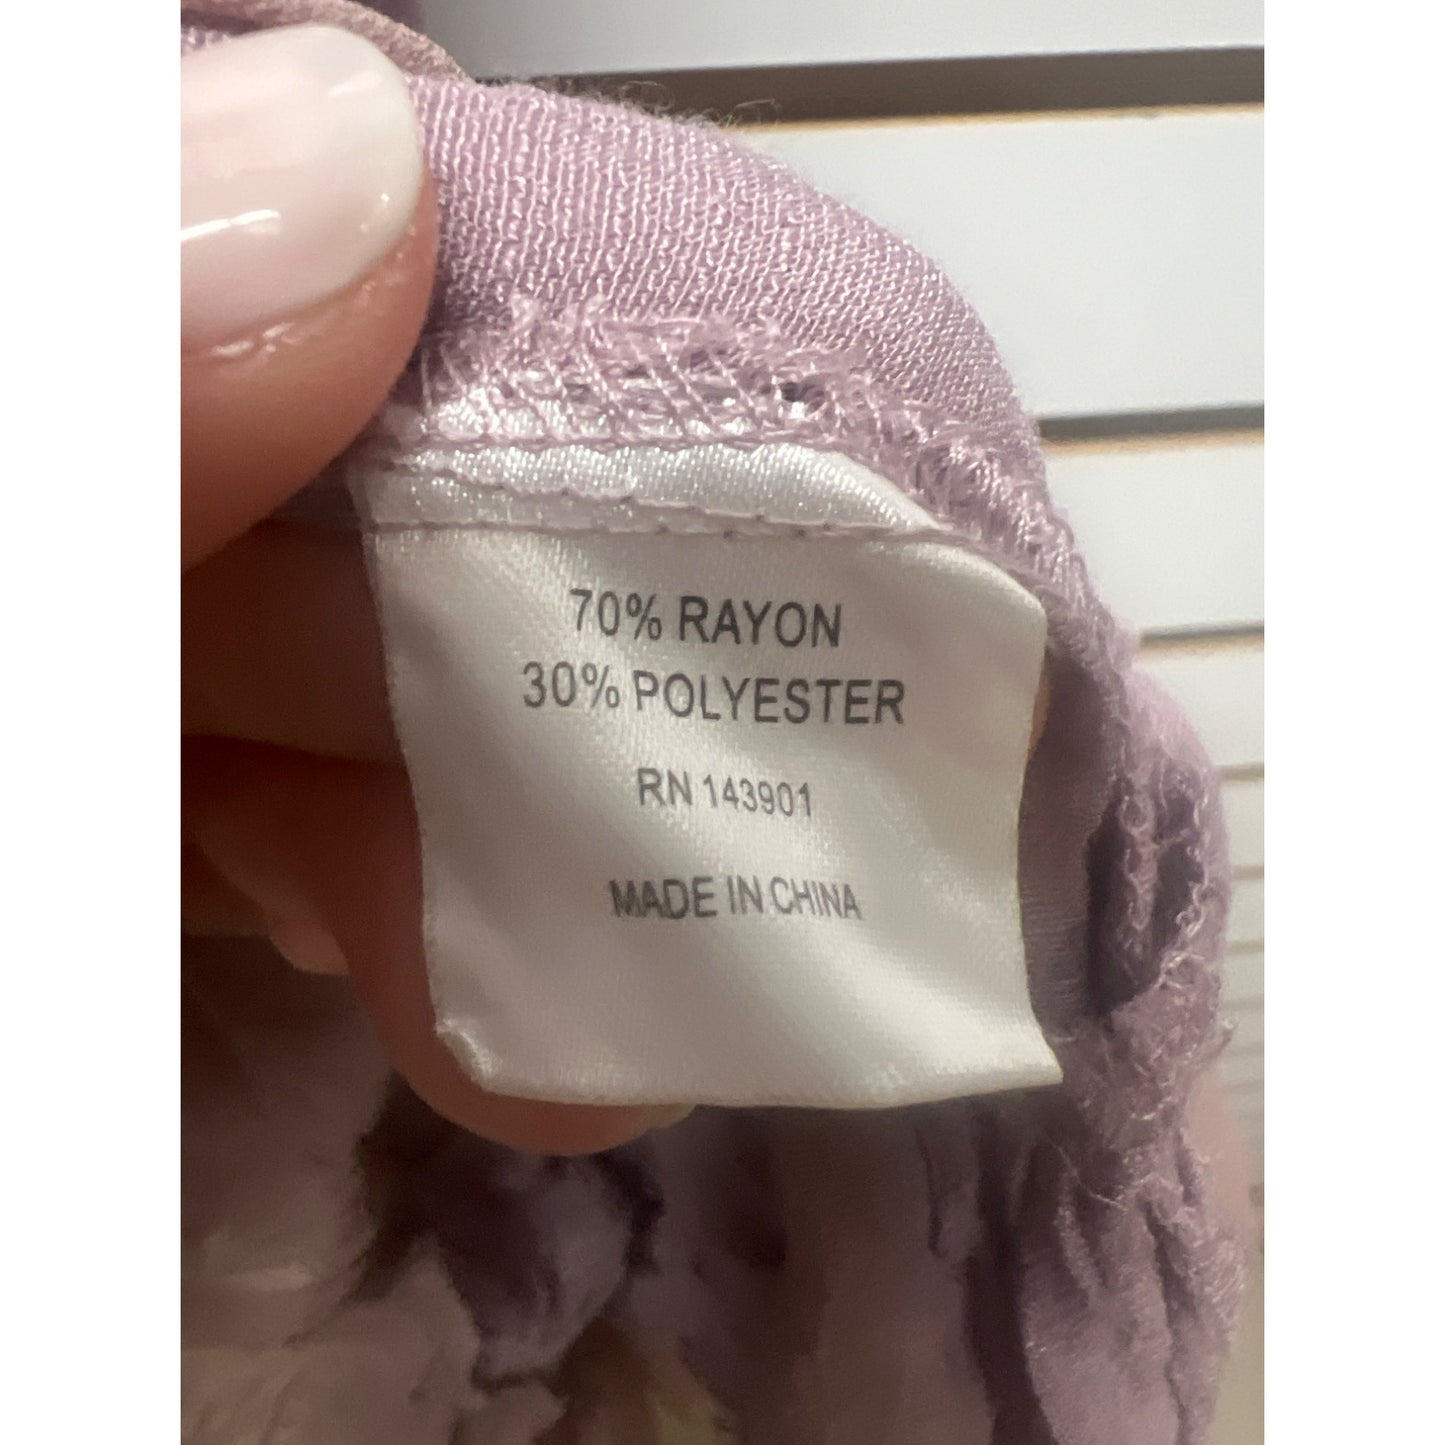 70% RAYON
30% POLYESTER
RN 143901
MADE IN CHINA